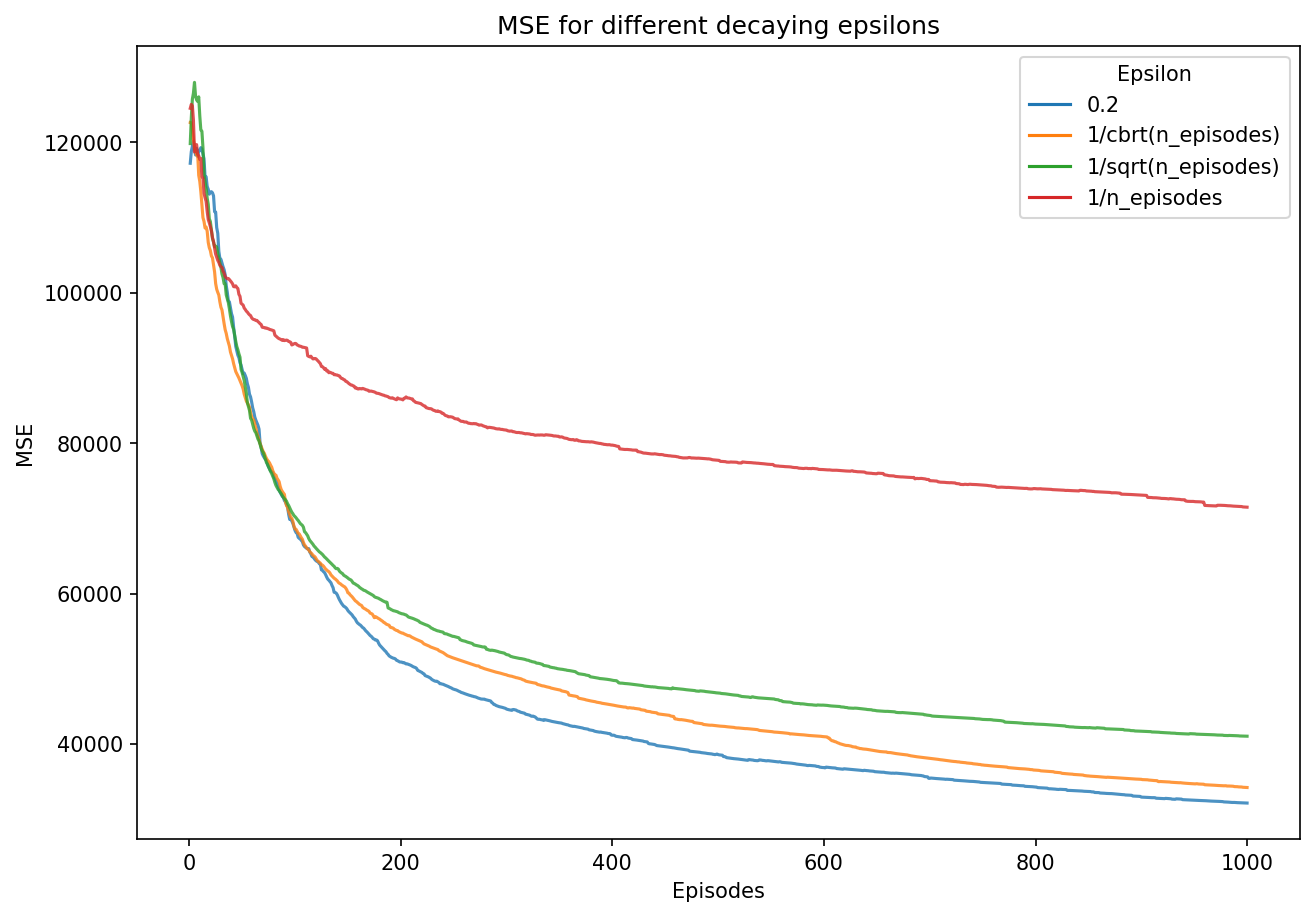 MSE for different decaying epsilons
Epsilon
0.2
1/cbrt(n_episodes)
1/sqrt(n_episodes)
1/n_episodes
MSE
120000
100000
80000
60000
40000
0 200 400 600 800 1000
Episodes